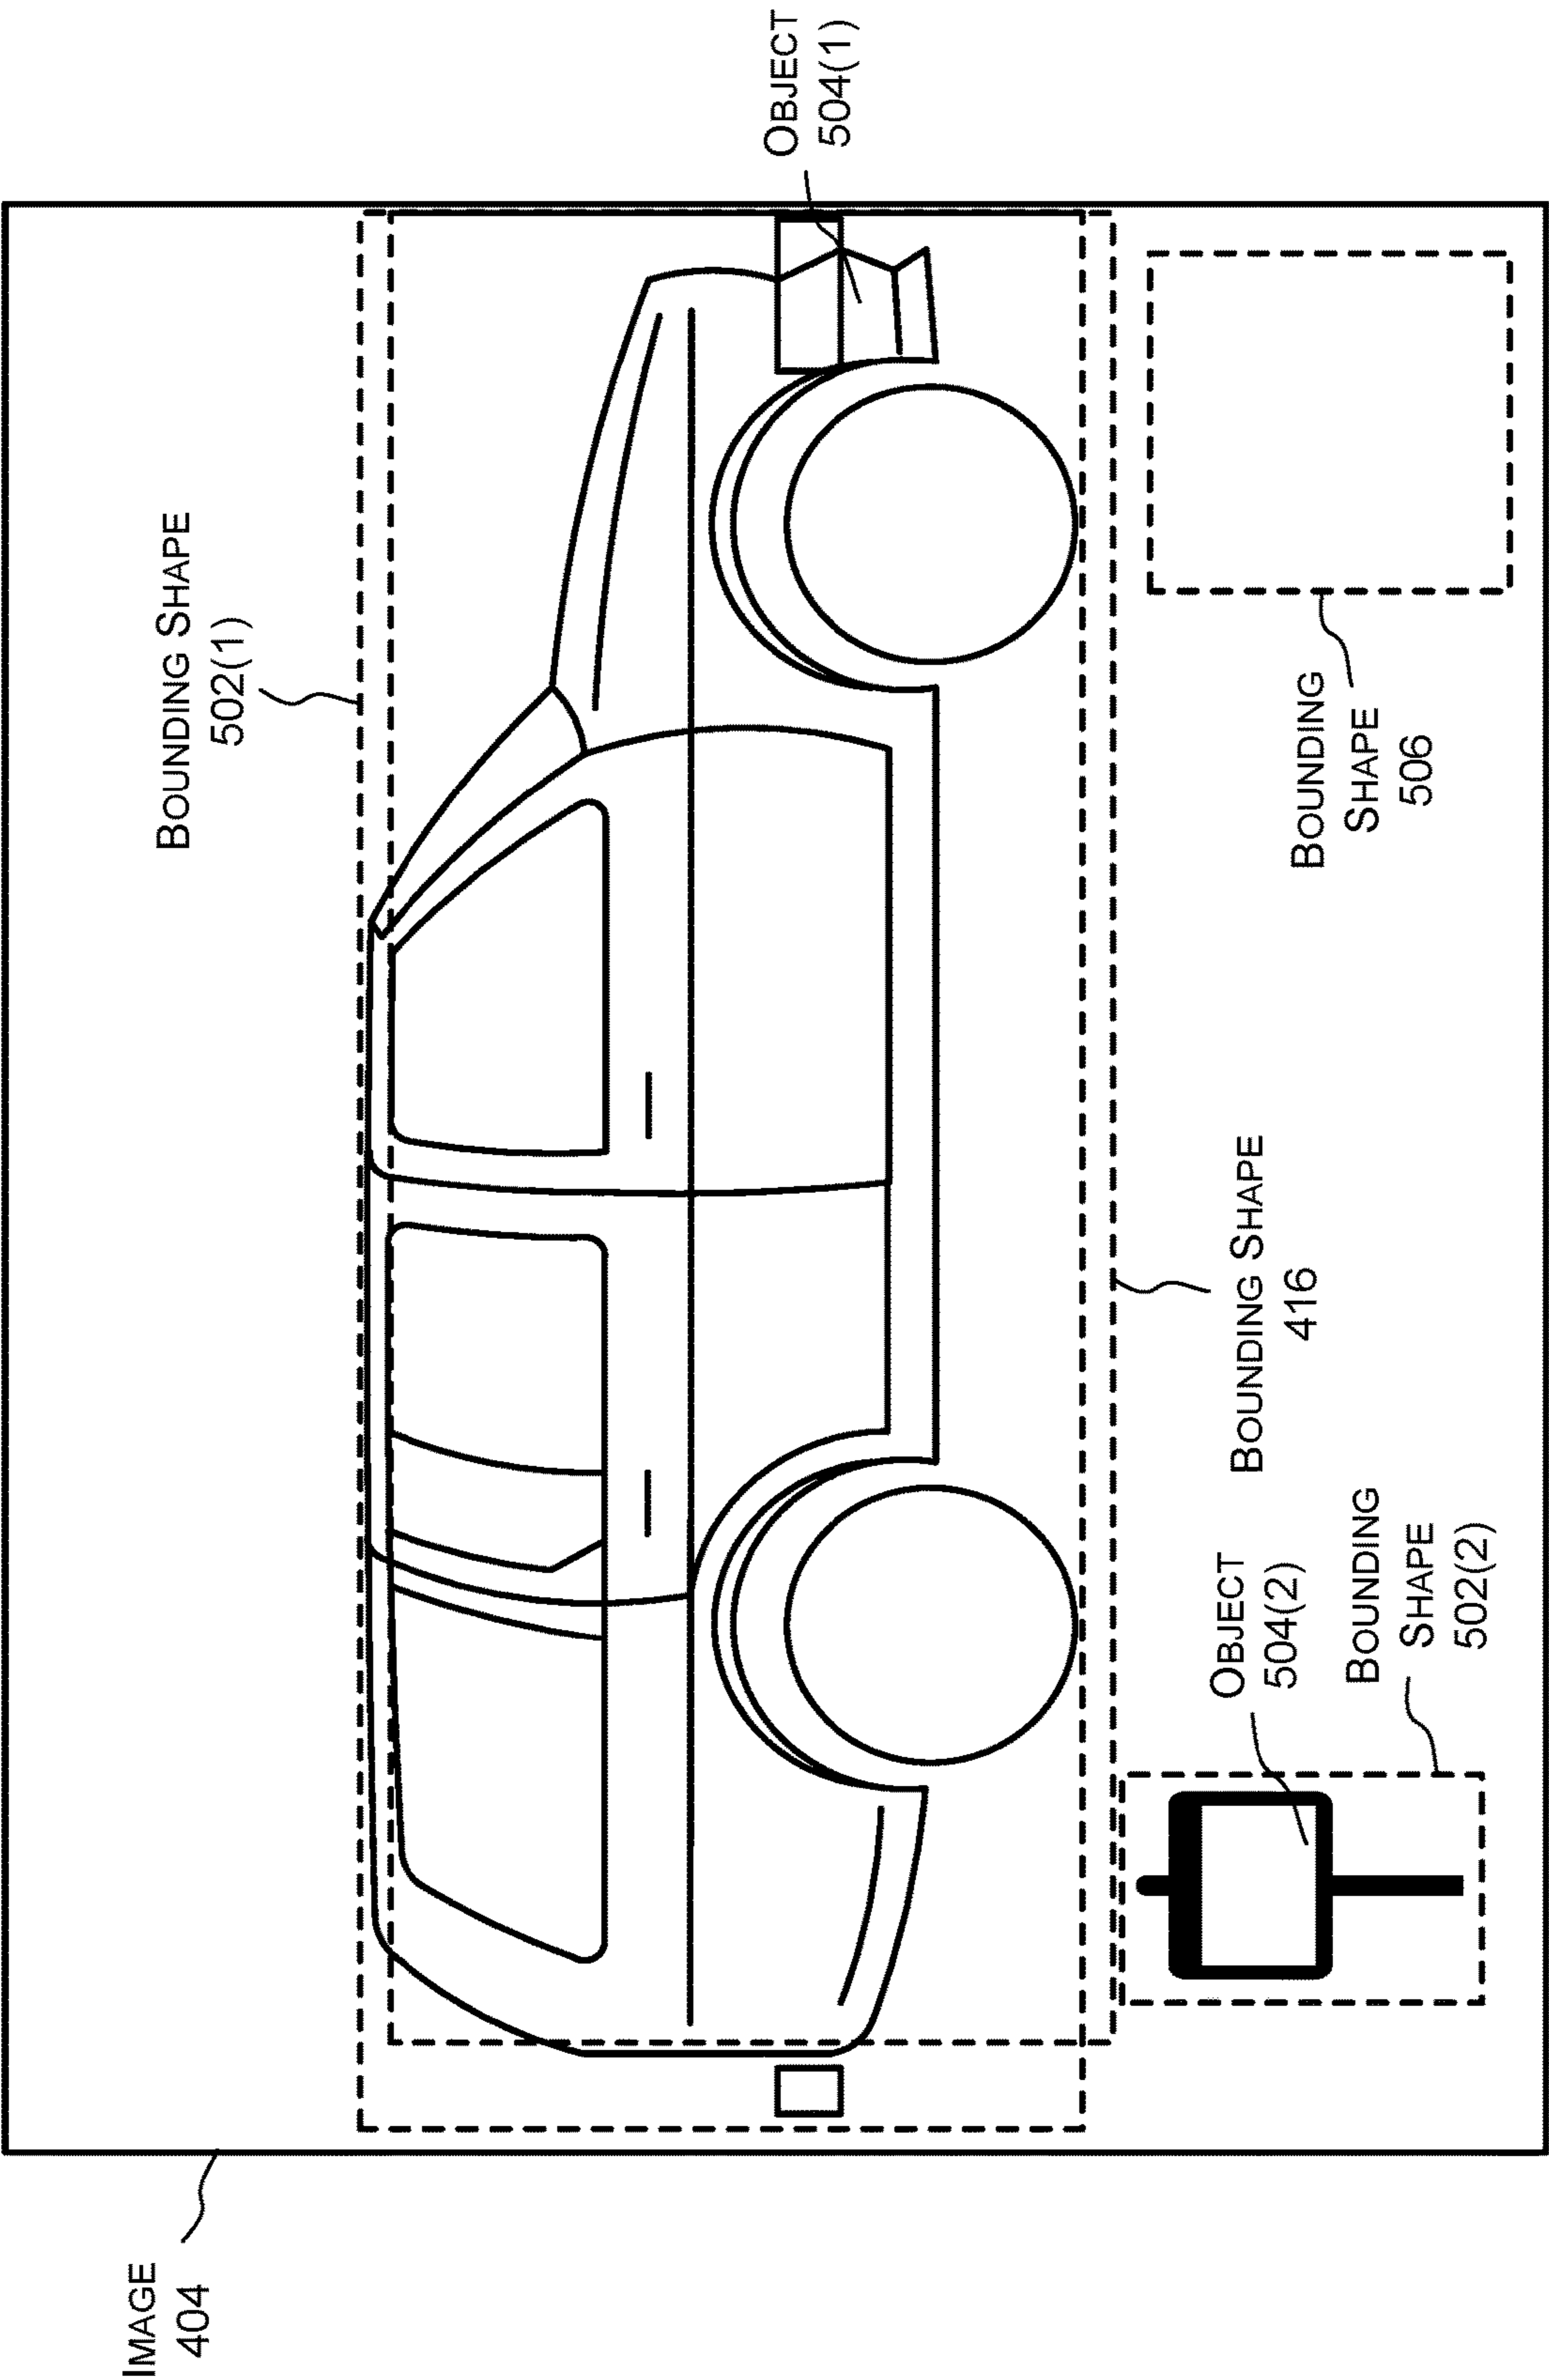 IMAGE
404
BOUNDING SHAPE
502(1)
OBJECT
504(1)
BOUNDING SHAPE
416
OBJECT
504(2)
BOUNDING
SHAPE
502(2)
BOUNDING
SHAPE
506